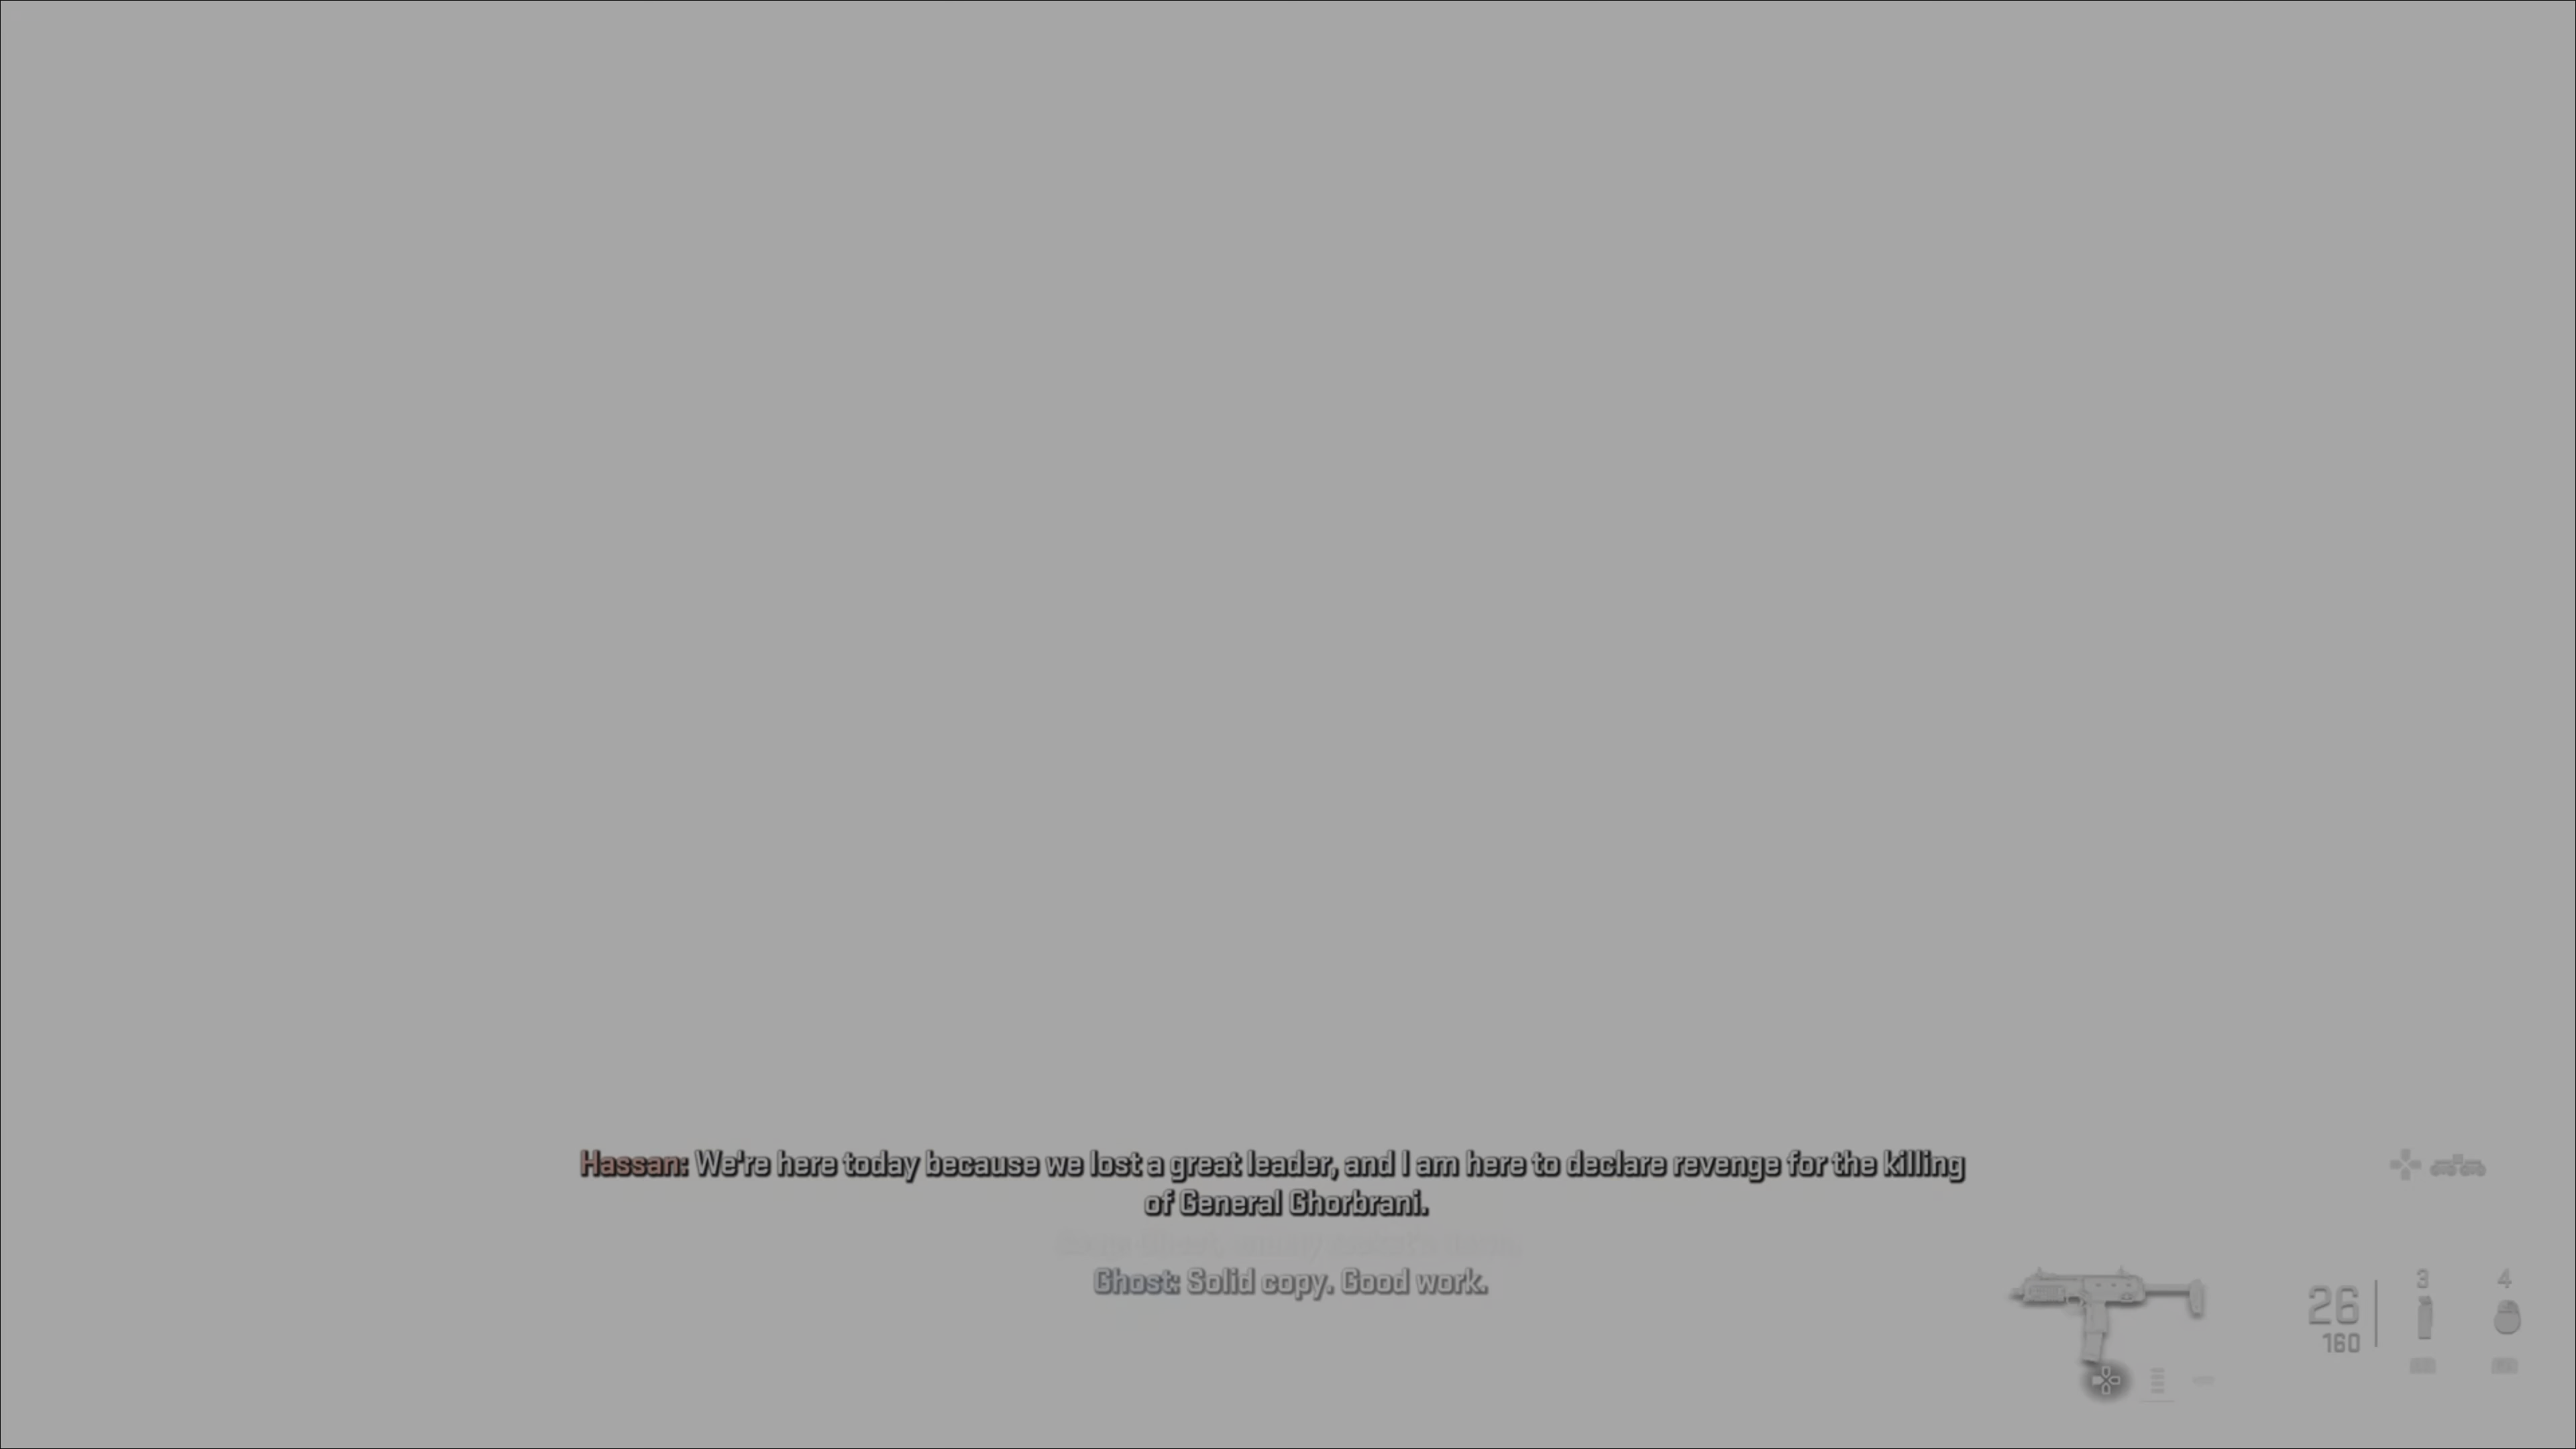 Hassan: We're here today because we lost a great leader, and I am here to declare revenge for the killing
of General Ghorbrani.
Ghost: Solid copy. Good work.
3
4
26
160